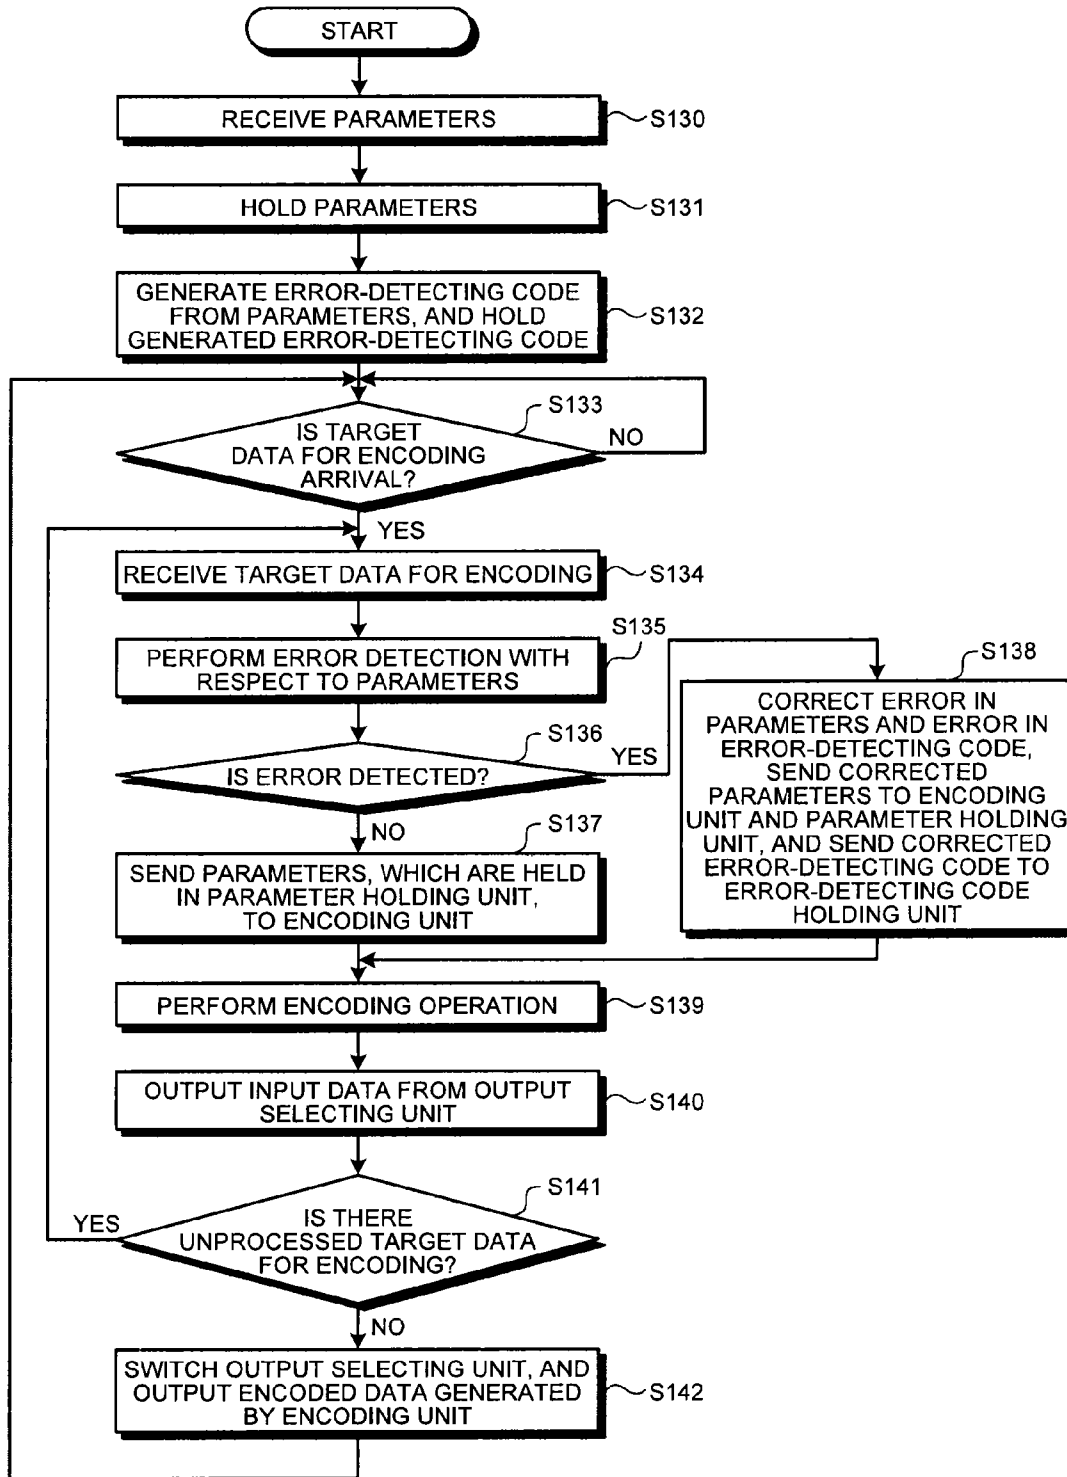 START
RECEIVE PARAMETERS
S130
HOLD PARAMETERS
S131
GENERATE ERROR-DETECTING CODE
FROM PARAMETERS, AND HOLD
GENERATED ERROR-DETECTING CODE
S132
S133
IS TARGET
DATA FOR ENCODING
ARRIVAL?
NO
YES
RECEIVE TARGET DATA FOR ENCODING
S134
S135
PERFORM ERROR DETECTION WITH
RESPECT TO PARAMETERS
S136
IS ERROR DETECTED?
YES
NO
S138
CORRECT ERROR IN
PARAMETERS AND ERROR IN
ERROR-DETECTING CODE,
SEND CORRECTED
PARAMETERS TO ENCODING
UNIT AND PARAMETER HOLDING
UNIT, AND SEND CORRECTED
ERROR-DETECTING CODE TO
ERROR-DETECTING CODE
HOLDING UNIT
S137
SEND PARAMETERS, WHICH ARE HELD
IN PARAMETER HOLDING UNIT,
TO ENCODING UNIT
PERFORM ENCODING OPERATION
S139
OUTPUT INPUT DATA FROM OUTPUT
SELECTING UNIT
S140
S141
IS THERE
UNPROCESSED TARGET DATA
FOR ENCODING?
YES
NO
SWITCH OUTPUT SELECTING UNIT, AND
OUTPUT ENCODED DATA GENERATED
BY ENCODING UNIT
S142